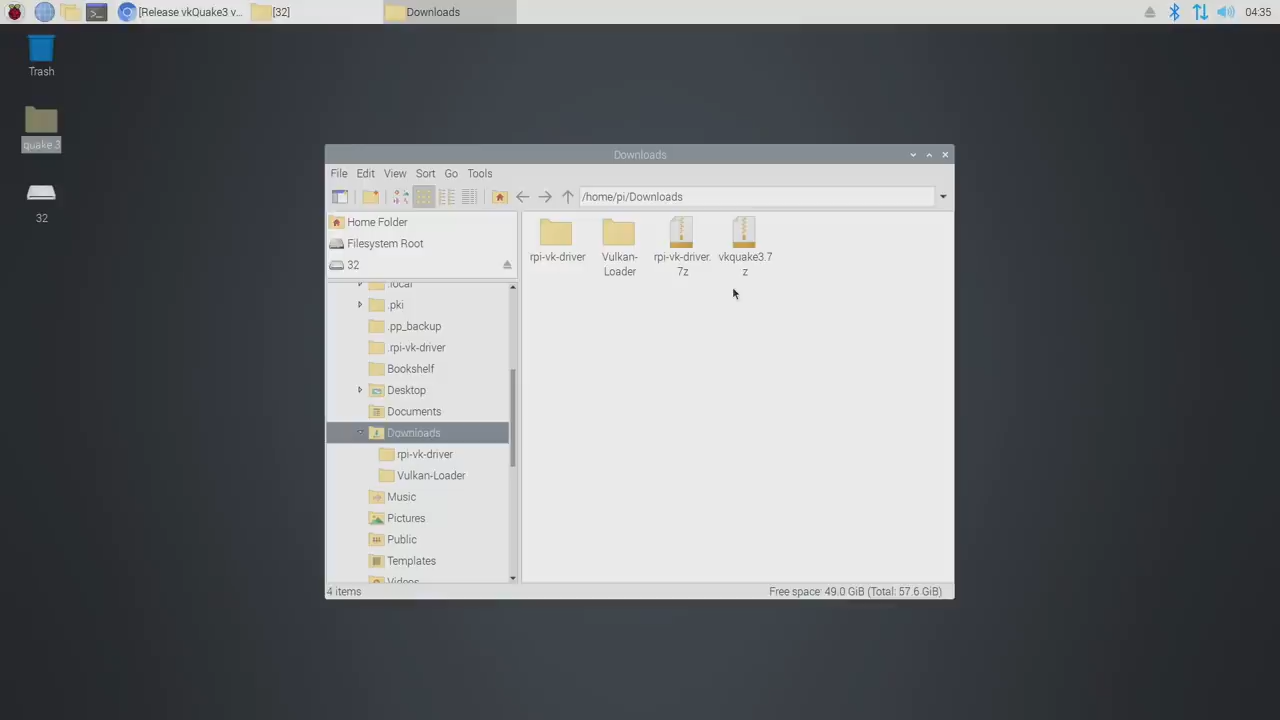 [Release vkQuake3 v...
[32]
Downloads
04:35
Trash
quake 3
32
Downloads
File Edit View Sort Go Tools
/home/pi/Downloads
Home Folder
Filesystem Root
32
.local
.pki
.pp_backup
.rpi-vk-driver
Bookshelf
Desktop
Documents
Downloads
rpi-vk-driver
Vulkan-Loader
Music
Pictures
Public
Templates
Videos
rpi-vk-driver
Vulkan-
Loader
rpi-vk-driver.
7z
vkquake3.7
z
4 items
Free space: 49.0 GiB (Total: 57.6 GiB)